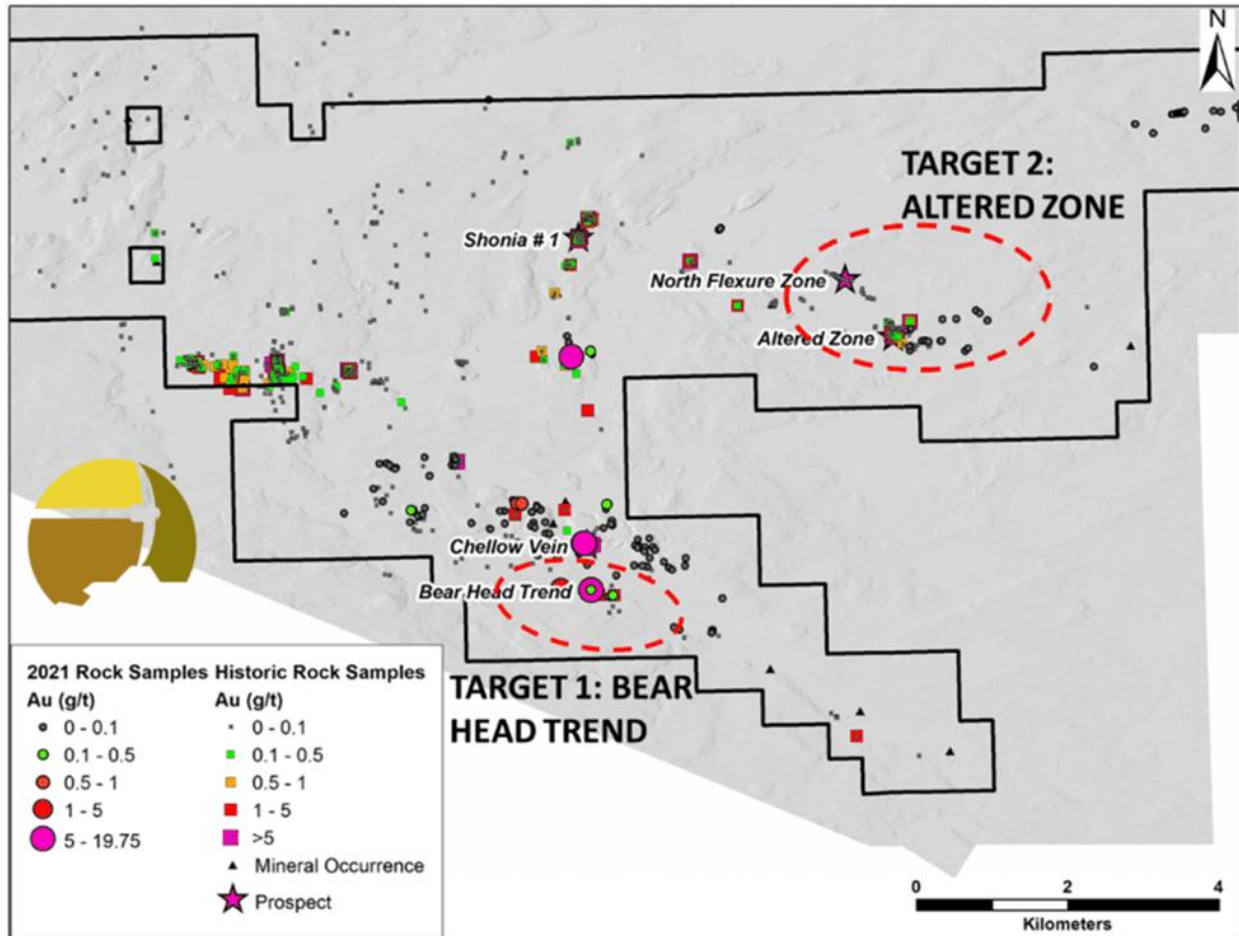 N
TARGET 2:
ALTERED ZONE
Shonia # 1
North Flexure Zone
Altered Zone
Chellow Vein
Bear Head Trend
TARGET 1: BEAR
HEAD TREND
2021 Rock Samples
Au (g/t)
0 - 0.1
0.1 - 0.5
0.5 - 1
1 - 5
5 - 19.75
Historic Rock Samples
Au (g/t)
0 - 0.1
0.1 - 0.5
0.5 - 1
1 - 5
>5
Mineral Occurrence
Prospect
0 2 4
Kilometers